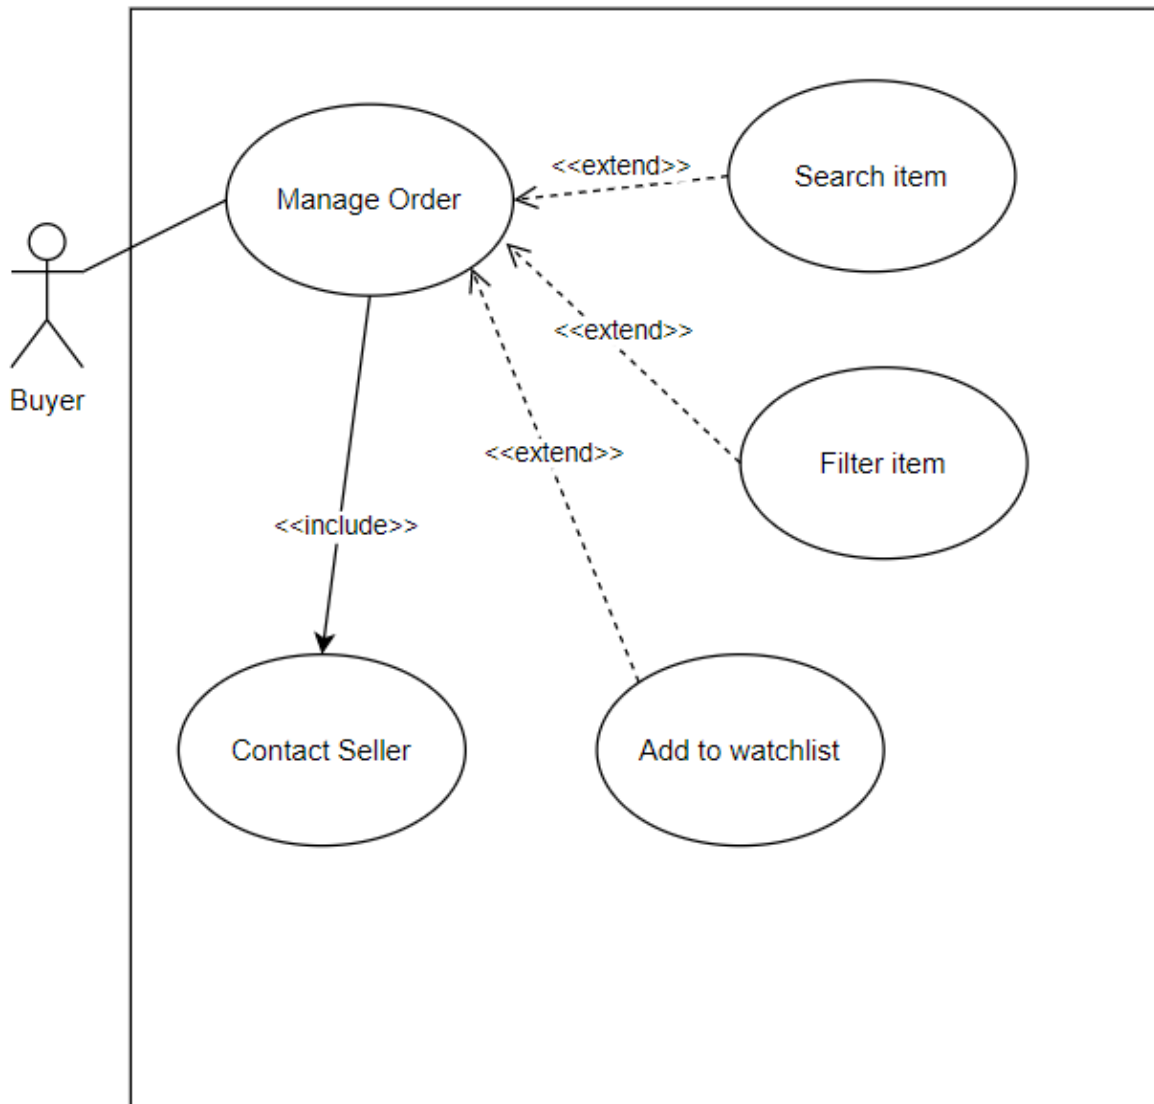 Manage Order
<<extend>>
Search item
Buyer
<<extend>>
Filter item
<<extend>>
<<include>>
Contact Seller
Add to watchlist